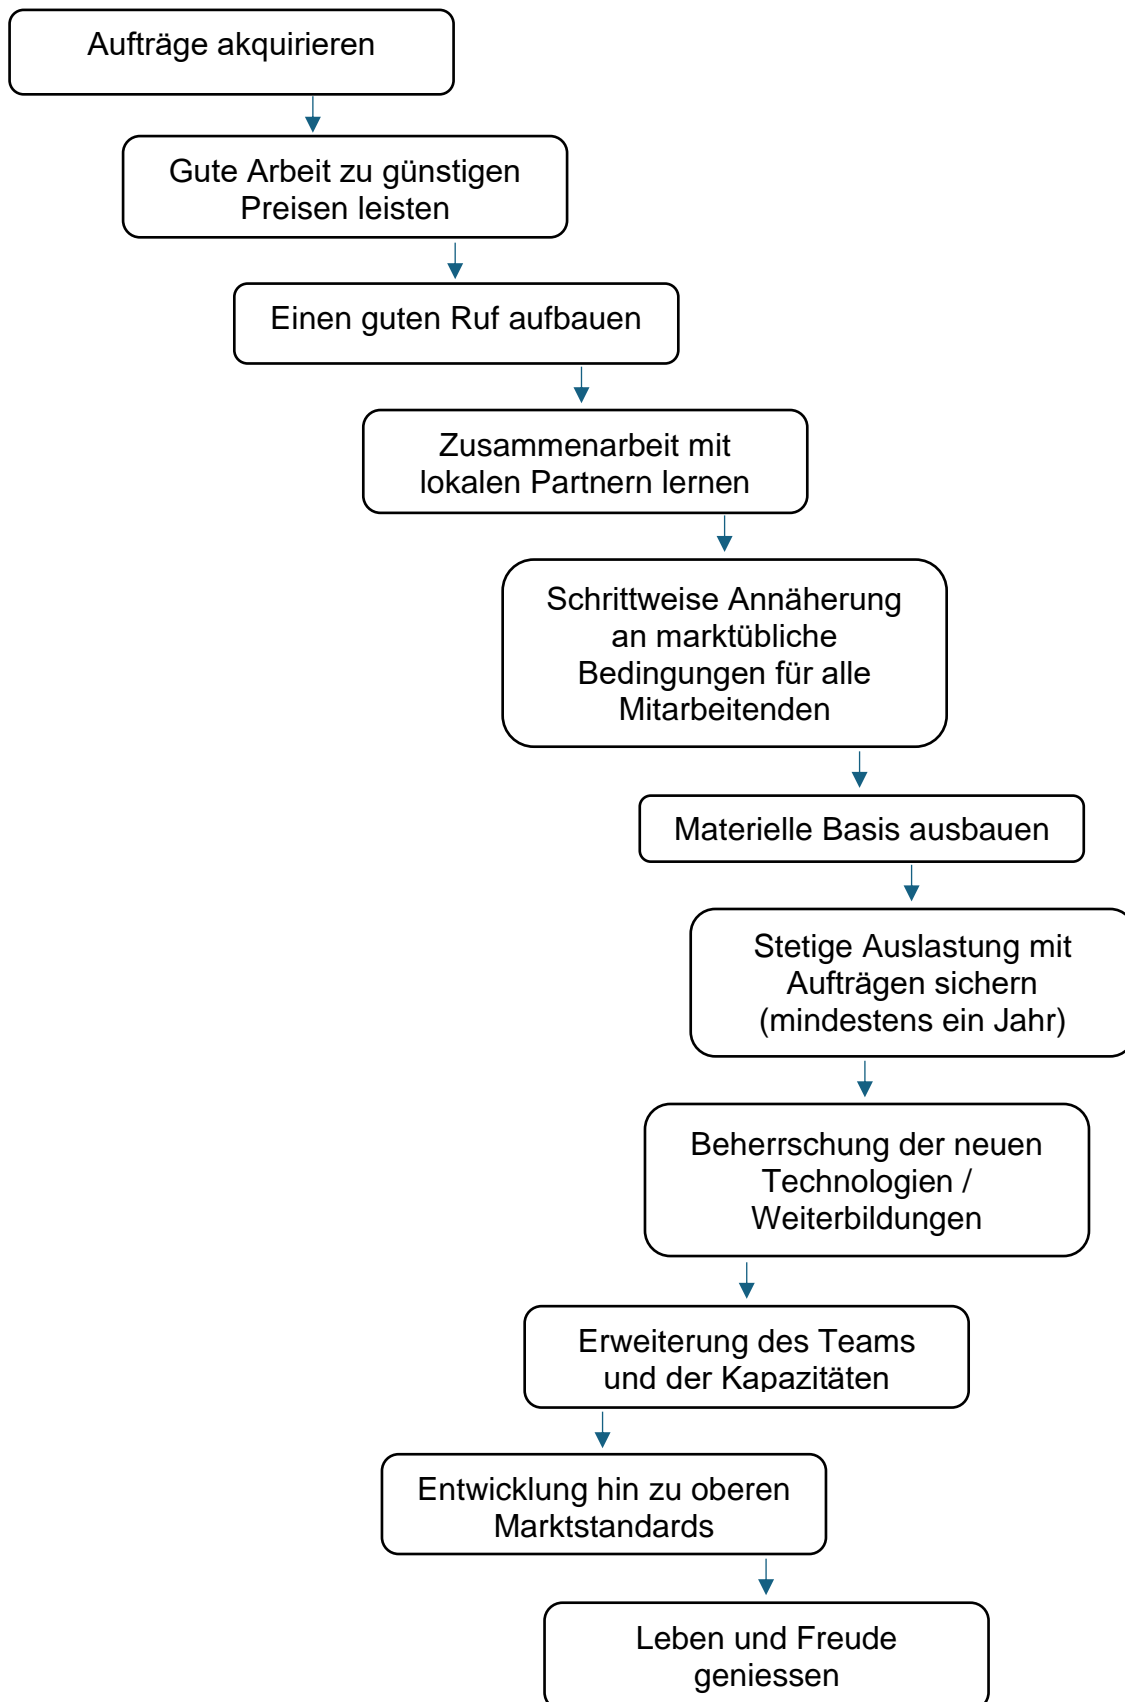 Aufträge akquirieren
Gute Arbeit zu günstigen
Preisen leisten
Einen guten Ruf aufbauen
Zusammenarbeit mit
lokalen Partnern lernen
Schrittweise Annäherung
an marktübliche
Bedingungen für alle
Mitarbeitenden
Materielle Basis ausbauen
Stetige Auslastung mit
Aufträgen sichern
(mindestens ein Jahr)
Beherrschung der neuen
Technologien /
Weiterbildungen
Erweiterung des Teams
und der Kapazitäten
Entwicklung hin zu oberen
Marktstandards
Leben und Freude
geniessen